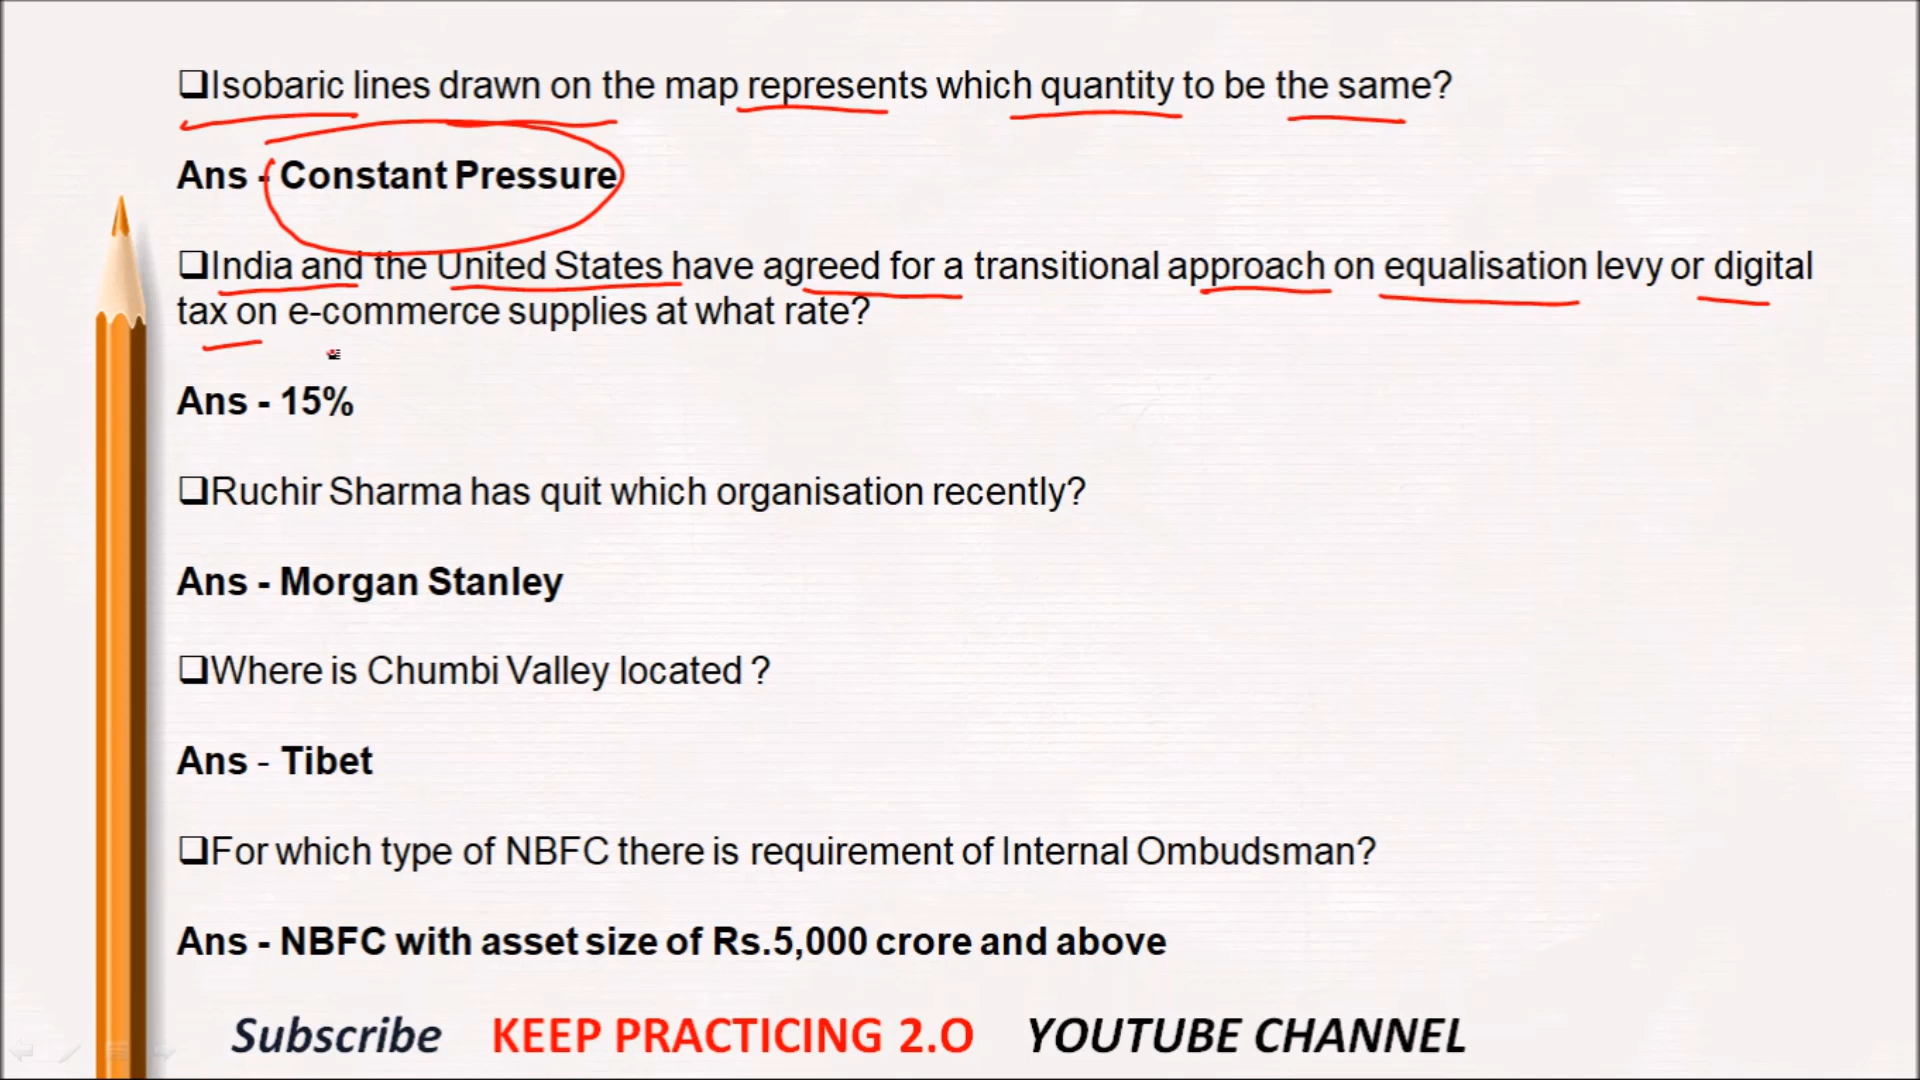 ❑Isobaric lines drawn on the map represents which quantity to be the same?
Ans - Constant Pressure
❑India and the United States have agreed for a transitional approach on equalisation levy or digital
tax on e-commerce supplies at what rate?
Ans - 15%
❑Ruchir Sharma has quit which organisation recently?
Ans - Morgan Stanley
❑Where is Chumbi Valley located ?
Ans - Tibet
❑For which type of NBFC there is requirement of Internal Ombudsman?
Ans - NBFC with asset size of Rs.5,000 crore and above
Subscribe KEEP PRACTICING 2.O YOUTUBE CHANNEL